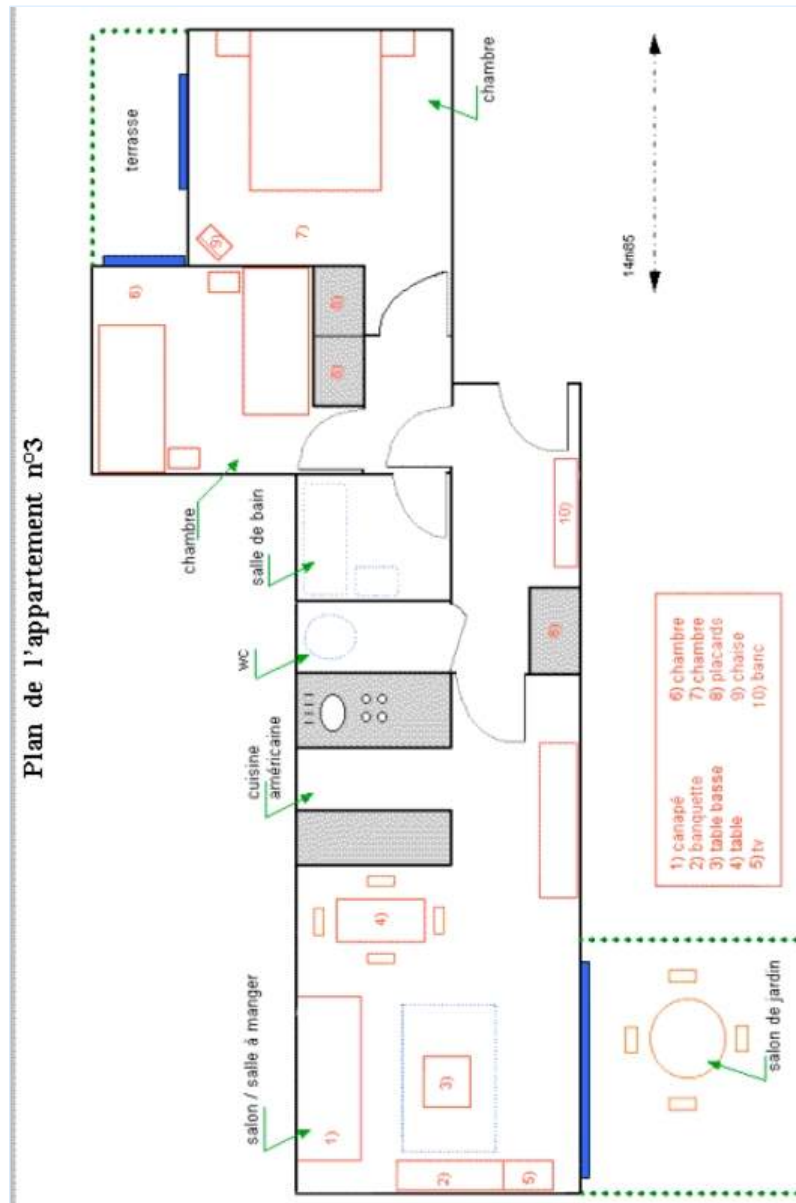 Plan de l'appartement n°3
salon / salle à manger
cuisine
américaine
wc
salle de bain
chambre
terrasse
chambre
1)
2)
3)
4)
5)
6)
7)
8)
8)
8)
9)
10)
salon de jardin
14m85
1) canapé
2) banquette
3) table basse
4) table
5) tv
6) chambre
7) chambre
8) placards
9) chaise
10) banc